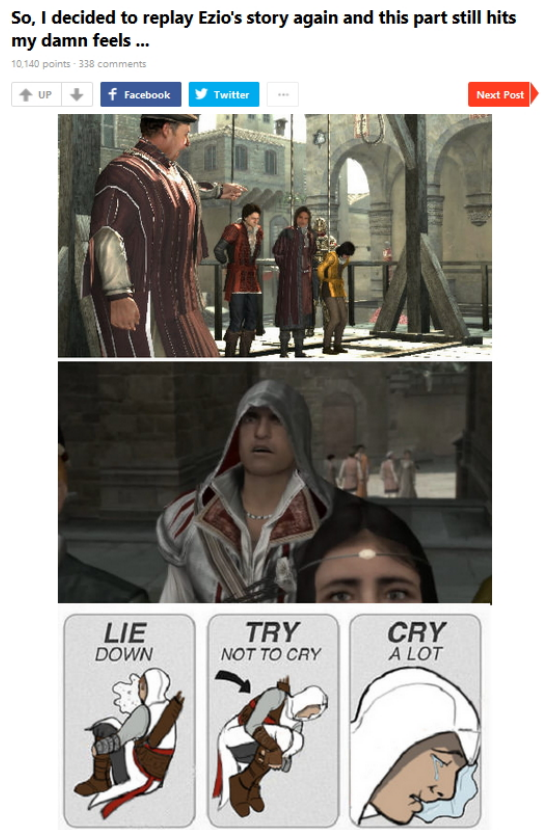 So, I decided to replay Ezio's story again and this part still hits
my damn feels ...
10,140 points · 338 comments
UP
Facebook
Twitter
Next Post
LIE
DOWN
TRY
NOT TO CRY
CRY
A LOT